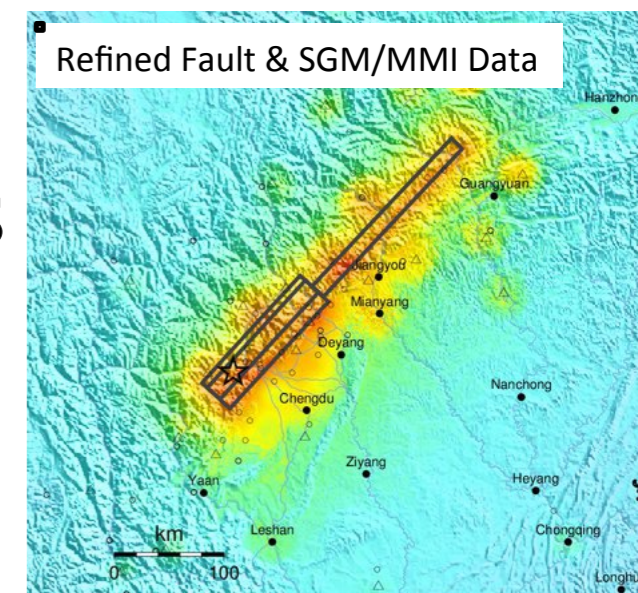 Refined Fault & SGM/MMI Data
Hanzhon
Guangyuan
Jiangyou
Mianyang
Deyang
Nanchong
Chengdu
Ziyang
Yaan
Heyang
km
Leshan
Chongqing
0 100
Longhu